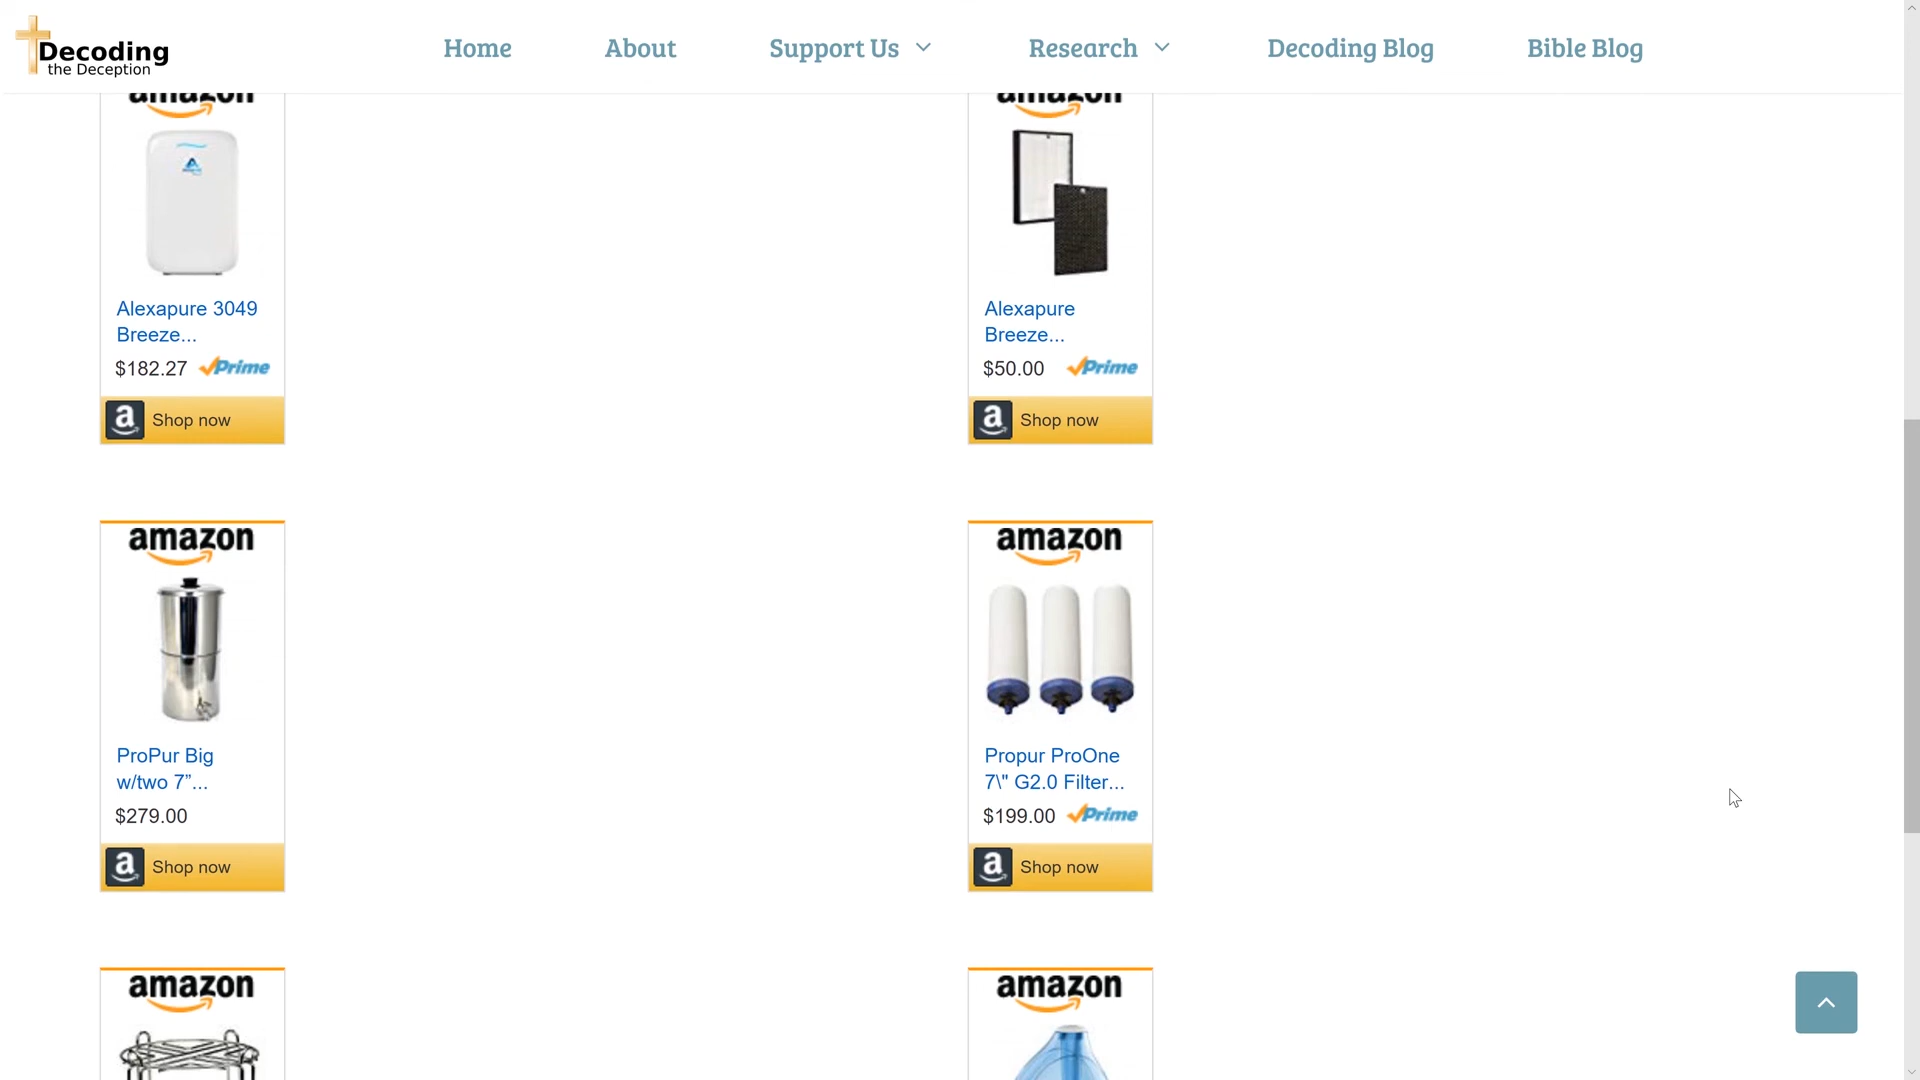 Decoding
the Deception
Home
About
Support Us
Research
Decoding Blog
Bible Blog
amazon
amazon
Alexapure 3049
Breeze...
$182.27 Prime
a Shop now
Alexapure
Breeze...
$50.00 Prime
a Shop now
amazon
ProPur Big
w/two 7”...
$279.00
a Shop now
amazon
Propur ProOne
7\" G2.0 Filter...
$199.00 Prime
a Shop now
amazon
amazon